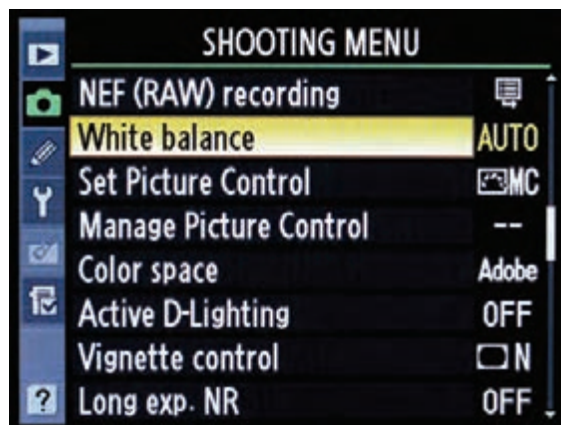 SHOOTING MENU
NEF (RAW) recording
White balance AUTO
Set Picture Control MC
Manage Picture Control --
Color space Adobe
Active D-Lighting OFF
Vignette control N
Long exp. NR OFF
?